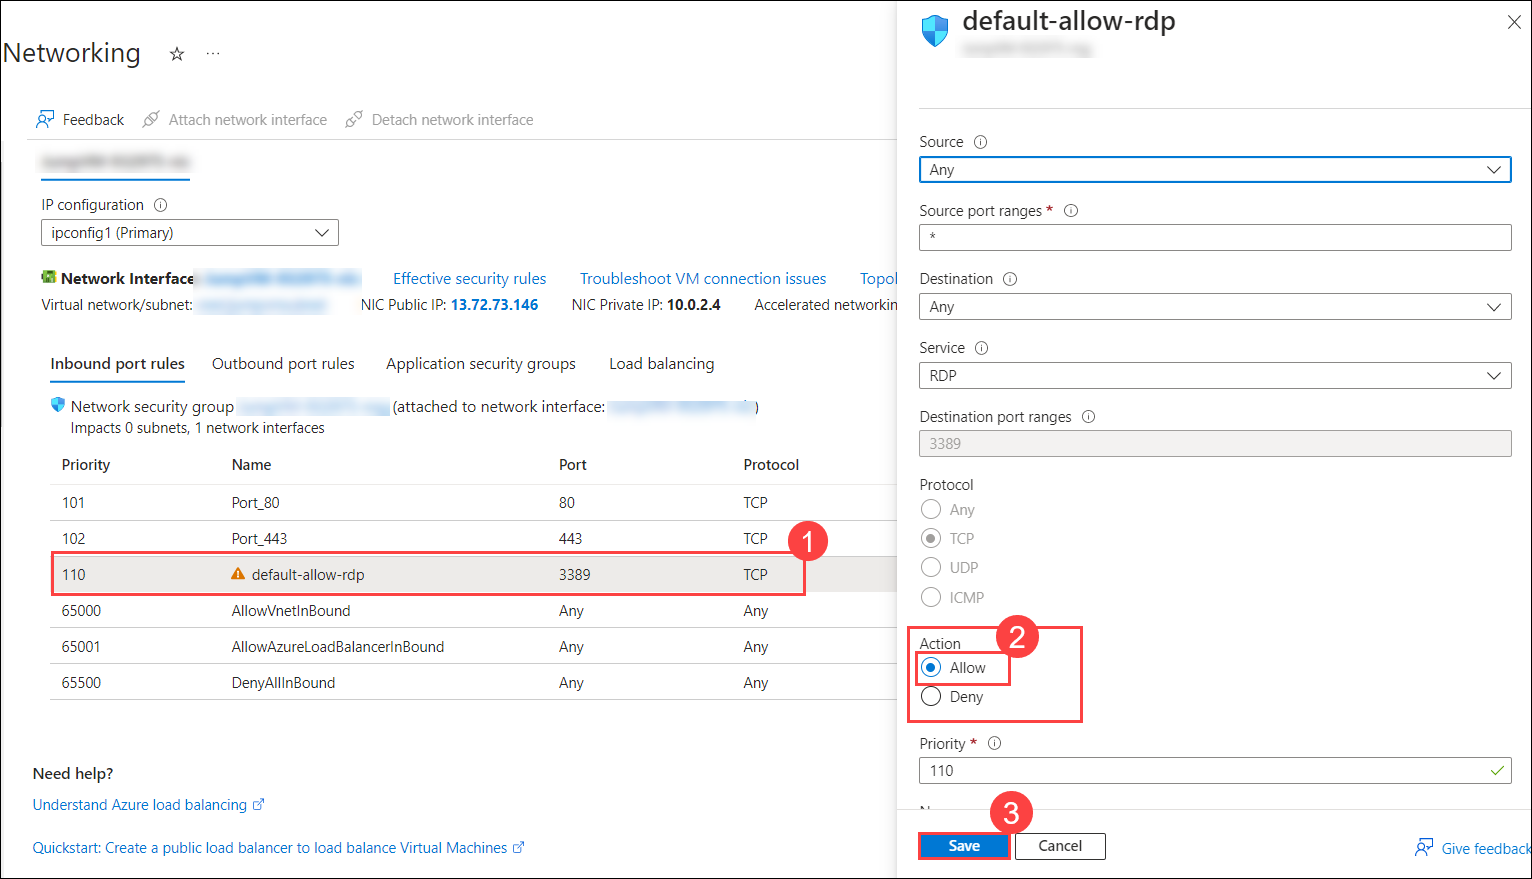 Networking
Feedback Attach network interface Detach network interface
IP configuration
ipconfig1 (Primary)
Network Interface Effective security rules Troubleshoot VM connection issues Topol
Virtual network/subnet: NIC Public IP: 13.72.73.146 NIC Private IP: 10.0.2.4 Accelerated networkin
Inbound port rules Outbound port rules Application security groups Load balancing
Network security group (attached to network interface: )
Impacts 0 subnets, 1 network interfaces
Priority Name Port Protocol
101 Port_80 80 TCP
102 Port_443 443 TCP
1
110 default-allow-rdp 3389 TCP
65000 AllowVnetInBound Any Any
65001 AllowAzureLoadBalancerInBound Any Any
65500 DenyAllInBound Any Any
Need help?
Understand Azure load balancing
Quickstart: Create a public load balancer to load balance Virtual Machines
default-allow-rdp
Source
Any
Source port ranges *
*
Destination
Any
Service
RDP
Destination port ranges
3389
Protocol
Any
TCP
UDP
ICMP
Action
2
Allow
Deny
Priority *
110
3
Save Cancel Give feedback